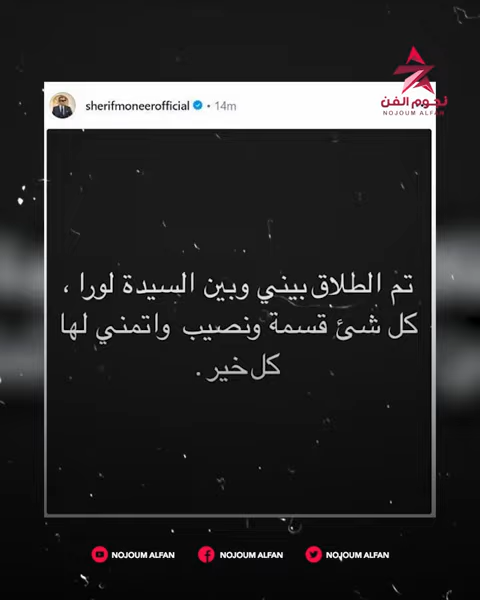 نجوم الفن
NOJOUM ALFAN
sherifmoneerofficial • 14m
تم الطلاق بيني وبين السيدة لورا ،
كل شئ قسمة ونصيب واتمني لها
كل خير .
NOJOUM ALFAN NOJOUM ALFAN NOJOUM ALFAN